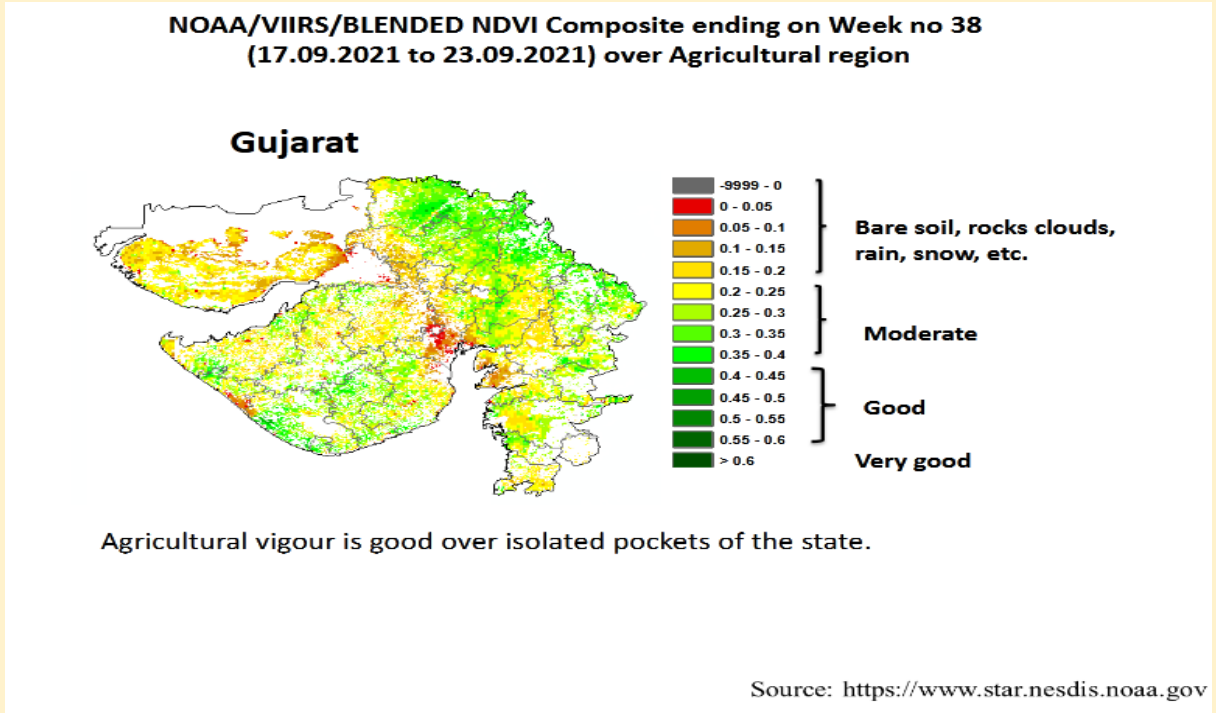 NOAA/VIIRS/BLENDED NDVI Composite ending on Week no 38
(17.09.2021 to 23.09.2021) over Agricultural region
Gujarat
-9999 - 0
0 - 0.05
0.05 - 0.1
0.1 - 0.15
0.15 - 0.2
0.2 - 0.25
0.25 - 0.3
0.3 - 0.35
0.35 - 0.4
0.4 - 0.45
0.45 - 0.5
0.5 - 0.55
0.55 - 0.6
> 0.6
Bare soil, rocks clouds,
rain, snow, etc.
Moderate
Good
Very good
Agricultural vigour is good over isolated pockets of the state.
Source: https://www.star.nesdis.noaa.gov